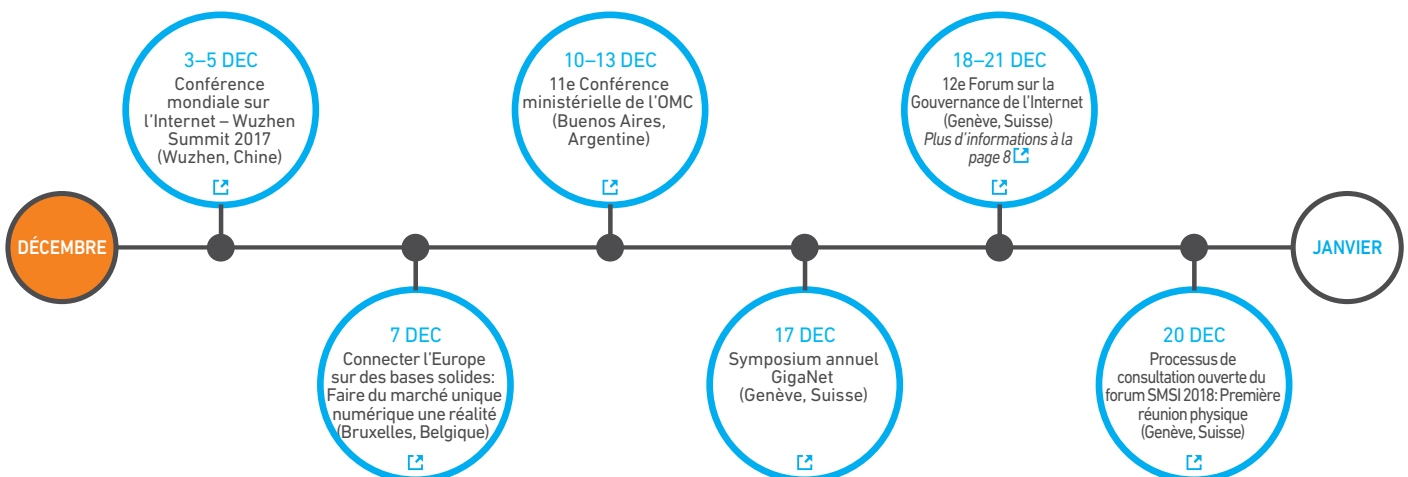 DÉCEMBRE
3–5 DEC
Conférence
mondiale sur
l'Internet – Wuzhen
Summit 2017
(Wuzhen, Chine)
7 DEC
Connecter l'Europe
sur des bases solides:
Faire du marché unique
numérique une réalité
(Bruxelles, Belgique)
10–13 DEC
11e Conférence
ministérielle de l'OMC
(Buenos Aires,
Argentine)
17 DEC
Symposium annuel
GigaNet
(Genève, Suisse)
18–21 DEC
12e Forum sur la
Gouvernance de l'Internet
(Genève, Suisse)
Plus d'informations à la
page 8
20 DEC
Processus de
consultation ouverte du
forum SMSI 2018: Première
réunion physique
(Genève, Suisse)
JANVIER